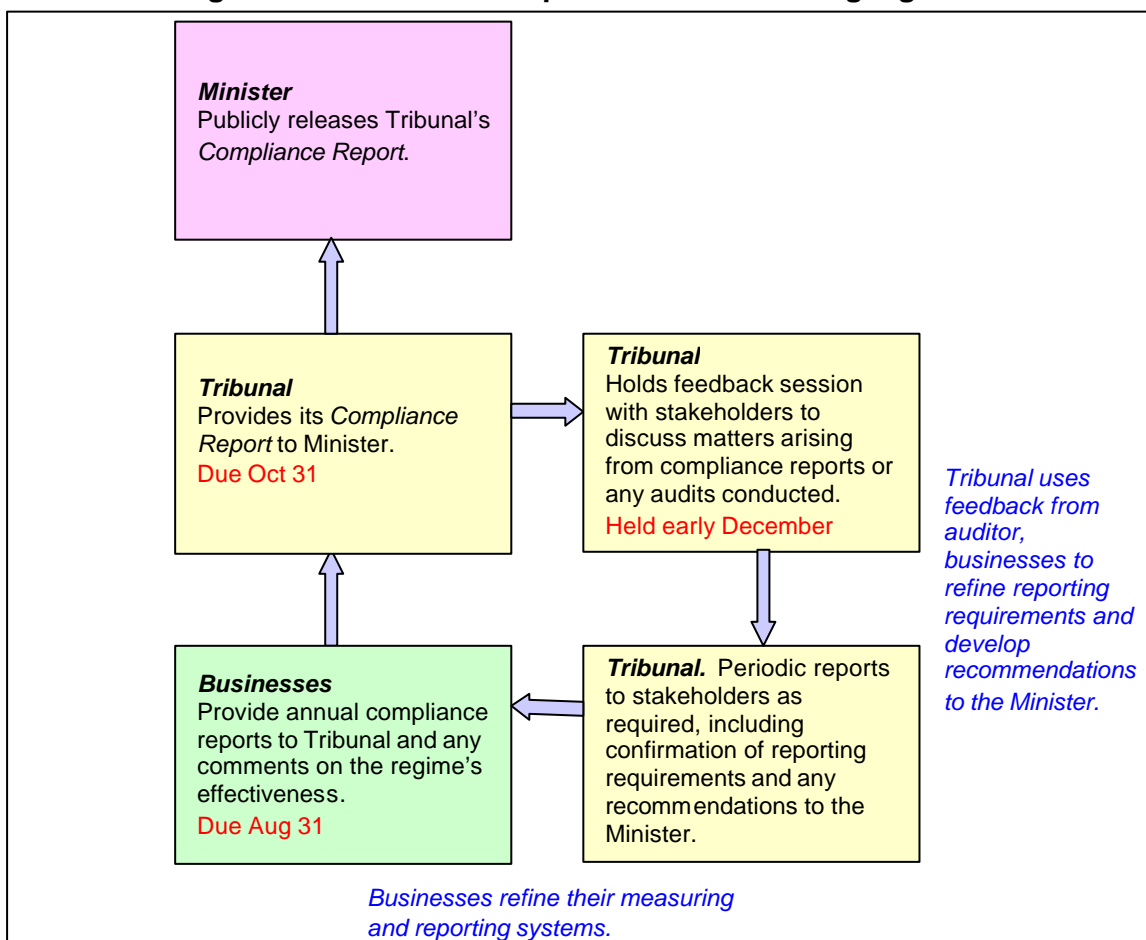 Minister
Publicly releases Tribunal's
Compliance Report.
Tribunal
Provides its Compliance
Report to Minister.
Due Oct 31
Tribunal
Holds feedback session
with stakeholders to
discuss matters arising
from compliance reports or
any audits conducted.
Held early December
Tribunal uses
feedback from
auditor,
businesses to
refine reporting
requirements and
develop
recommendations
to the Minister.
Businesses
Provide annual compliance
reports to Tribunal and any
comments on the regime's
effectiveness.
Due Aug 31
Tribunal. Periodic reports
to stakeholders as
required, including
confirmation of reporting
requirements and any
recommendations to the
Minister.
Businesses refine their measuring
and reporting systems.